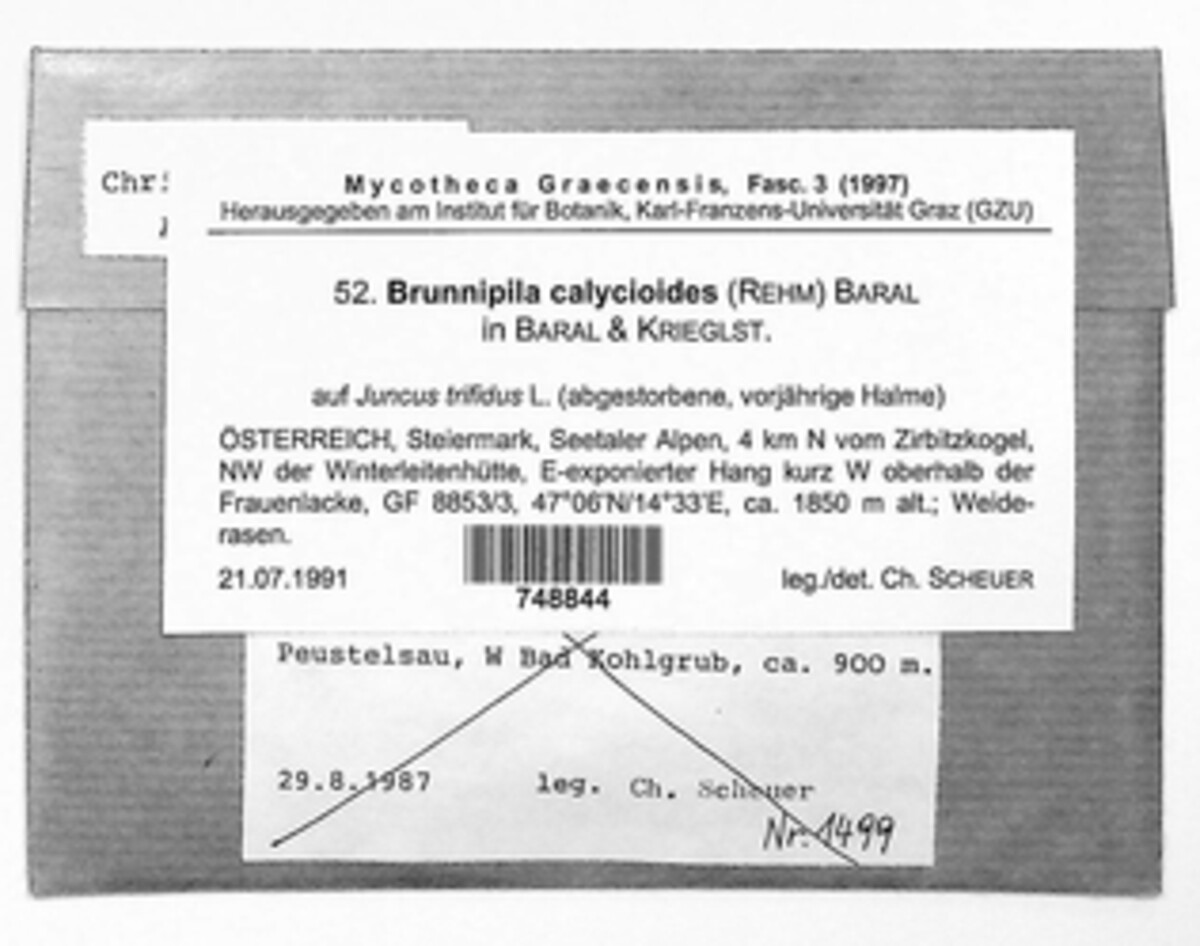 Chr
Mycotheca Graecensis, Fasc. 3 (1997)
Herausgegeben am Institut für Botanik, Karl-Franzens-Universität Graz (GZU)
52. Brunnipila calycioides (REHM) BARAL
in BARAL & KRIEGLST.
auf Juncus trifidus L. (abgestorbene, vorjährige Halme)
ÖSTERREICH, Steiermark, Seetaler Alpen, 4 km N vom Zirbitzkogel,
NW der Winterleitenhütte, E-exponierter Hang kurz W oberhalb der
Frauenlacke, GF 8853/3, 47°06'N/14°33'E, ca. 1850 m alt.; Weide-
rasen.
21.07.1991 leg./det. Ch. SCHEUER
748844
Peustelsau, W Bad Kohlgrub, ca. 900 m.
29.8.1987 leg. Ch. Scheuer
Nr. 1499